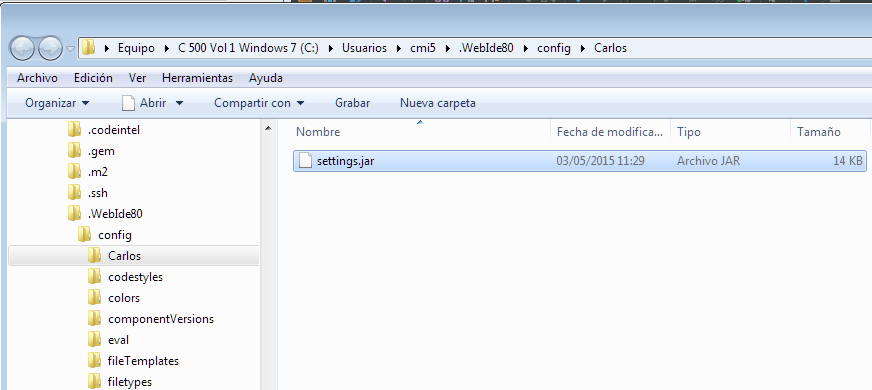 Equipo C 500 Vol 1 Windows 7 (C:) Usuarios cmi5 .WebIde80 config Carlos
Archivo Edición Ver Herramientas Ayuda
Organizar Abrir Compartir con Grabar Nueva carpeta
.codeintel
.gem
.m2
.ssh
.WebIde80
config
Carlos
codestyles
colors
componentVersions
eval
fileTemplates
filetypes
Nombre Fecha de modifica... Tipo Tamaño
settings.jar 03/05/2015 11:29 Archivo JAR 14 KB